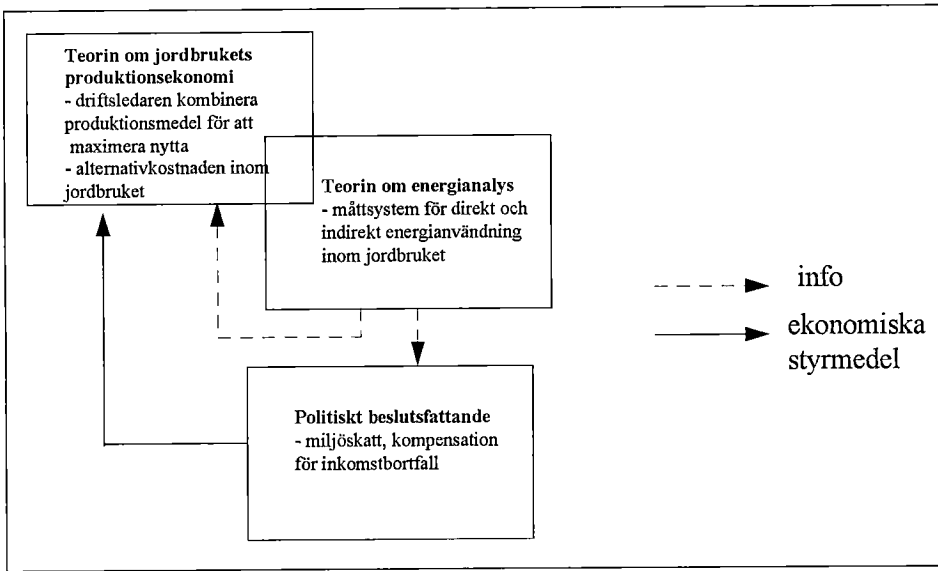 Teorin om jordbrukets
produktionsekonomi
- driftsledaren kombinera
produktionsmedel för att
maximera nytta
- alternativkostnaden inom
jordbruket
Teorin om energianalys
- måttsystem för direkt och
indirekt energianvändning
inom jordbruket
Politiskt beslutsfattande
- miljöskatt, kompensation
för inkomstbortfall
info
ekonomiska
styrmedel